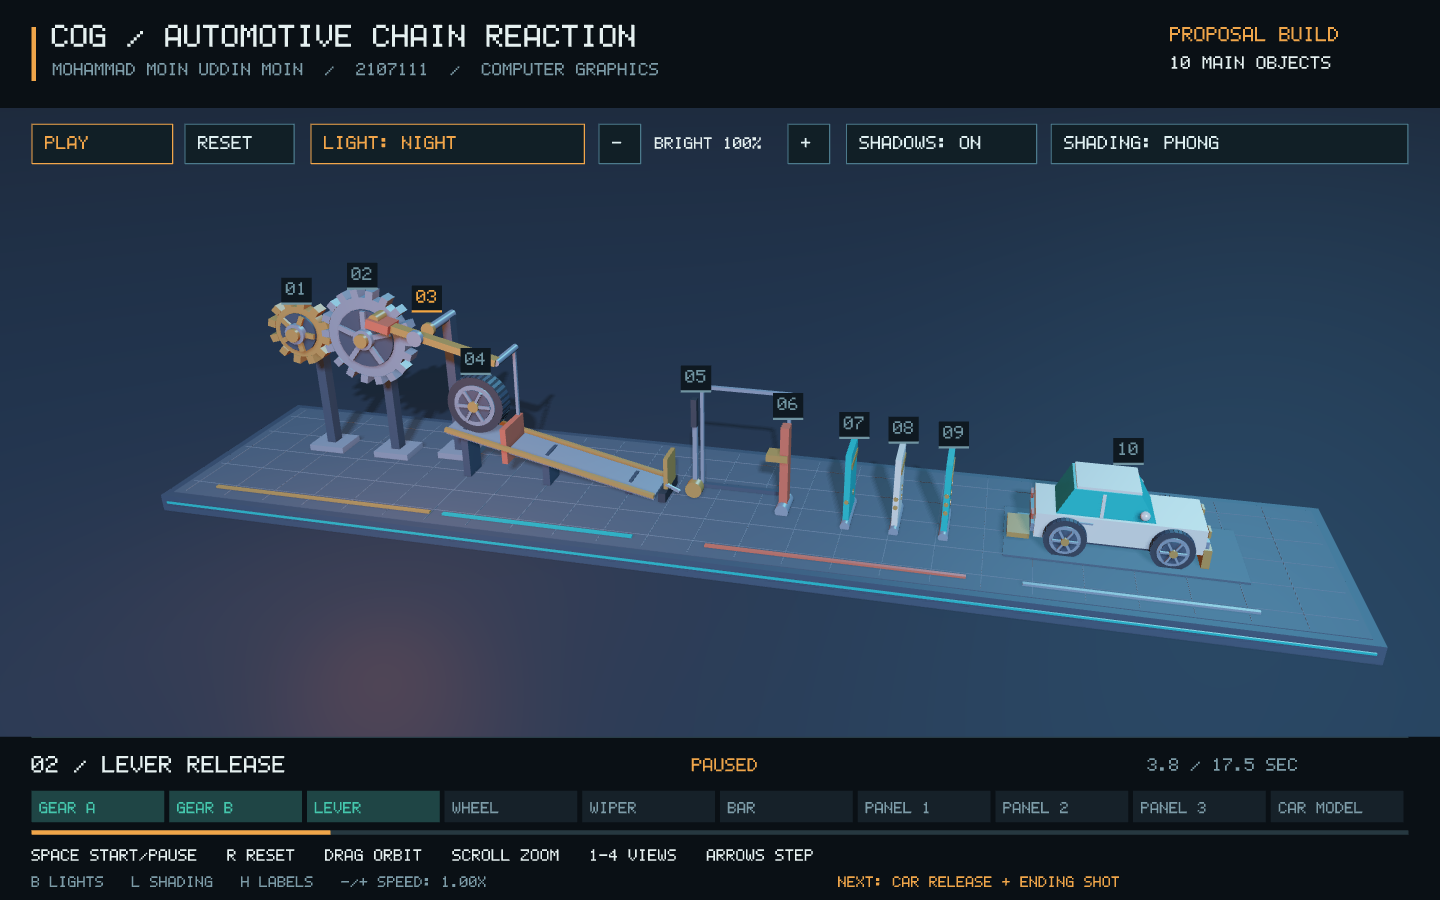 COG / AUTOMOTIVE CHAIN REACTION
MOHAMMAD MOIN UDDIN MOIN / 2107111 / COMPUTER GRAPHICS
PROPOSAL BUILD
10 MAIN OBJECTS
PLAY
RESET
LIGHT: NIGHT
-
BRIGHT 100%
+
SHADOWS: ON
SHADING: PHONG
01
02
03
04
05
06
07
08
09
10
02 / LEVER RELEASE
PAUSED
3.8 / 17.5 SEC
GEAR A
GEAR B
LEVER
WHEEL
WIPER
BAR
PANEL 1
PANEL 2
PANEL 3
CAR MODEL
SPACE START/PAUSE R RESET DRAG ORBIT SCROLL ZOOM 1-4 VIEWS ARROWS STEP
B LIGHTS L SHADING H LABELS -/+ SPEED: 1.00X
NEXT: CAR RELEASE + ENDING SHOT